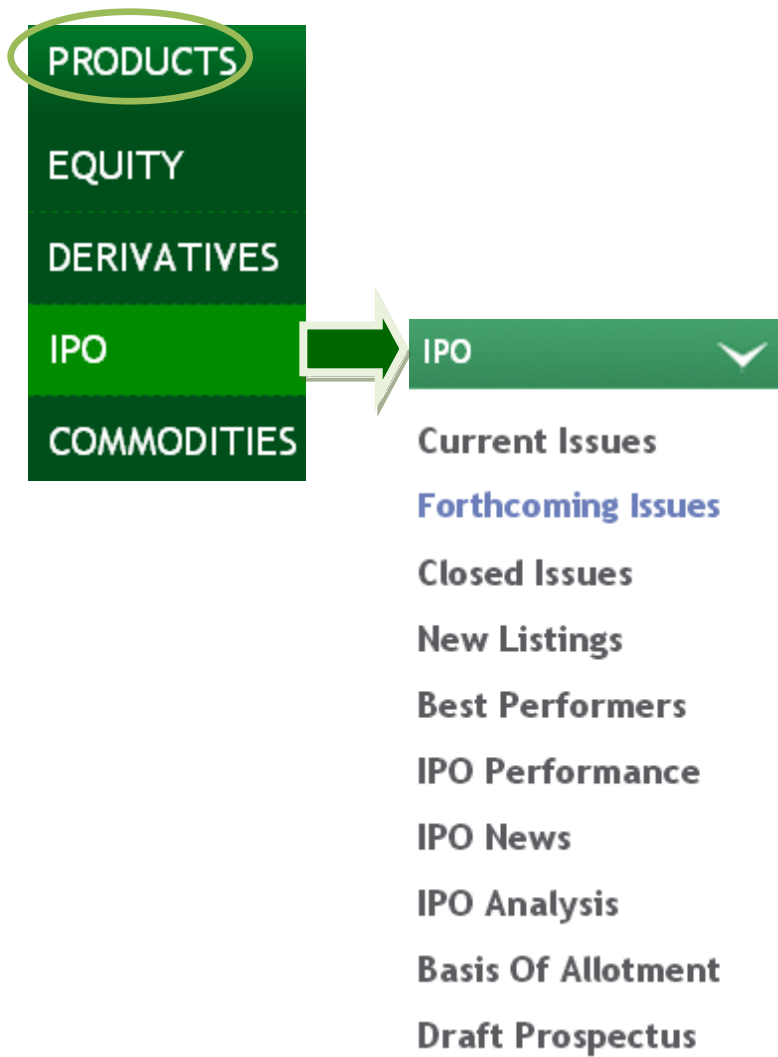 PRODUCTS
EQUITY
DERIVATIVES
IPO
COMMODITIES
IPO
Current Issues
Forthcoming Issues
Closed Issues
New Listings
Best Performers
IPO Performance
IPO News
IPO Analysis
Basis Of Allotment
Draft Prospectus